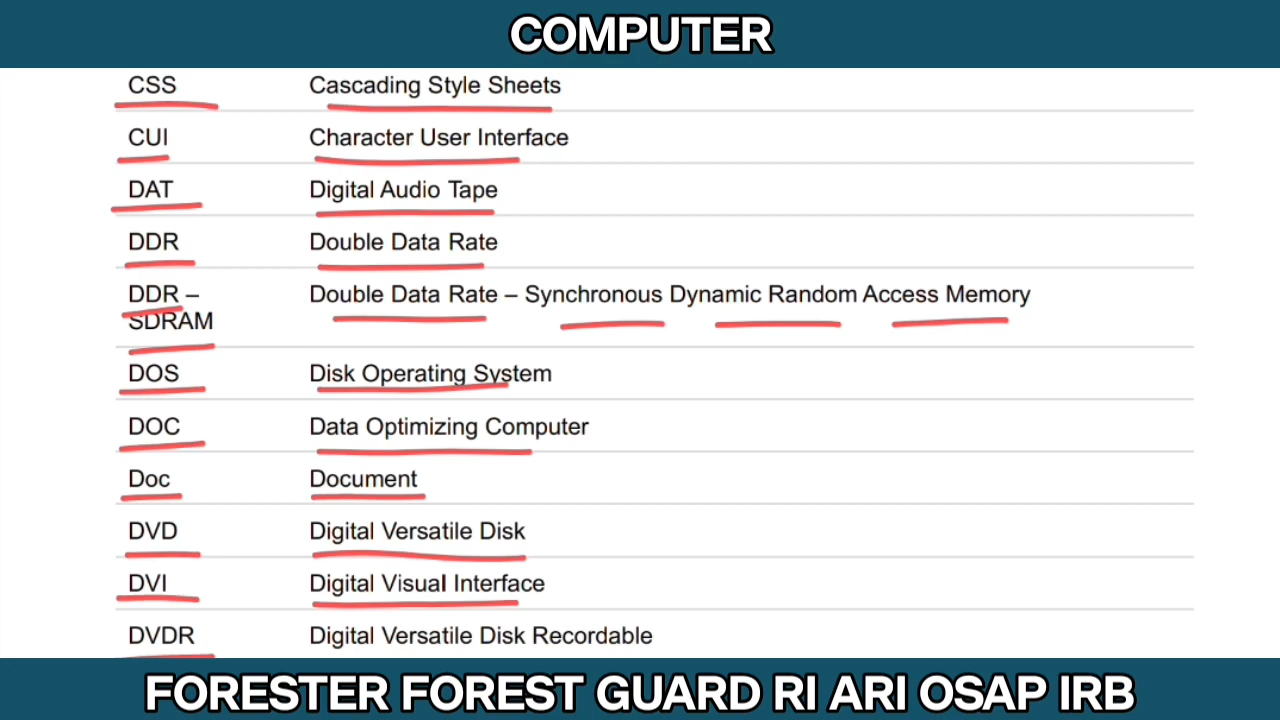 COMPUTER
CSS Cascading Style Sheets
CUI Character User Interface
DAT Digital Audio Tape
DDR Double Data Rate
DDR – Double Data Rate – Synchronous Dynamic Random Access Memory
SDRAM
DOS Disk Operating System
DOC Data Optimizing Computer
Doc Document
DVD Digital Versatile Disk
DVI Digital Visual Interface
DVDR Digital Versatile Disk Recordable
FORESTER FOREST GUARD RI ARI OSAP IRB